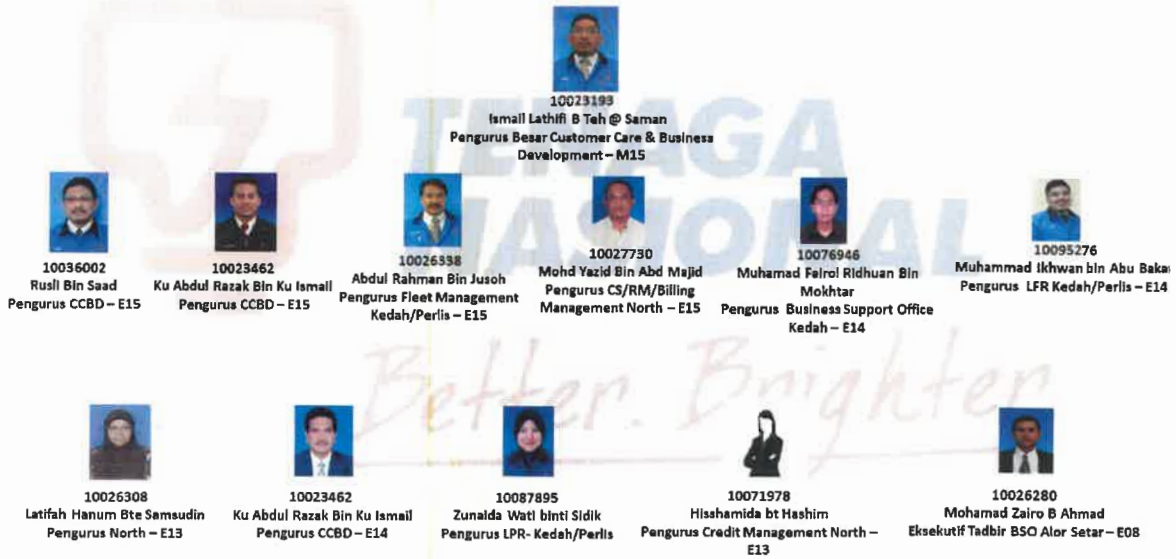 TENAGA
NASIONAL
Better. Brighter
10023193
Ismail Lathifi B Teh @ Saman
Pengurus Besar Customer Care & Business
Development – M15
10036002
Rusli Bin Saad
Pengurus CCBD – E15
10023462
Ku Abdul Razak Bin Ku Ismail
Pengurus CCBD – E15
10026338
Abdul Rahman Bin Jusoh
Pengurus Fleet Management
Kedah/Perlis – E15
10027730
Mohd Yazid Bin Abd Majid
Pengurus CS/RM/Billing
Management North – E15
10076946
Muhamad Fairol Ridhuan Bin
Mokhtar
Pengurus Business Support Office
Kedah – E14
10095276
Muhammad Ikhwan bin Abu Baka
Pengurus LFR Kedah/Perlis – E14
10026308
Latifah Hanum Bte Samsudin
Pengurus North – E13
10023462
Ku Abdul Razak Bin Ku Ismail
Pengurus CCBD – E14
10087895
Zunaida Wati binti Sidik
Pengurus LPR- Kedah/Perlis
10071978
Hisshamida bt Hashim
Pengurus Credit Management North –
E13
10026280
Mohamad Zairo B Ahmad
Eksekutif Tadbir BSO Alor Setar – E08